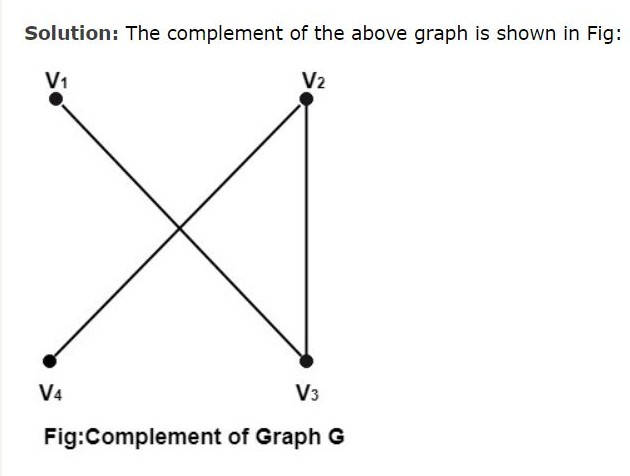 Solution: The complement of the above graph is shown in Fig:
V1 V2
V4 V3
Fig:Complement of Graph G